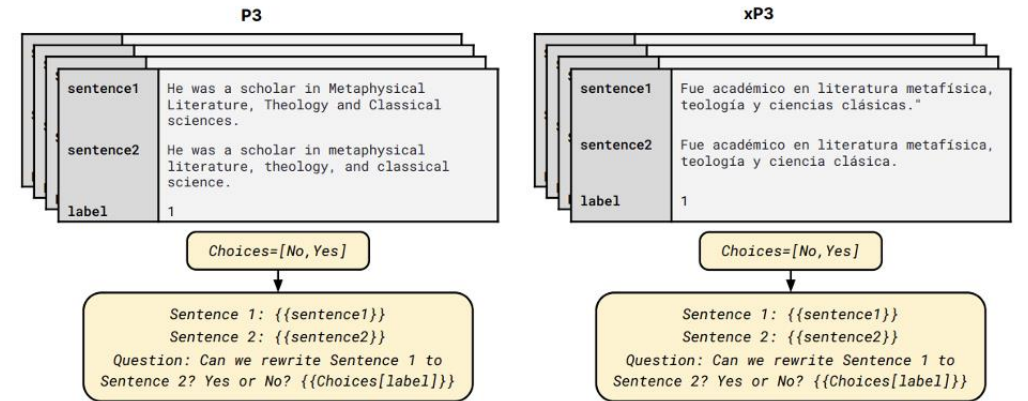 P3
sentence1
He was a scholar in Metaphysical
Literature, Theology and Classical
sciences.
sentence2
He was a scholar in metaphysical
literature, theology, and classical
science.
label
1
Choices=[No,Yes]
Sentence 1: {{sentence1}}
Sentence 2: {{sentence2}}
Question: Can we rewrite Sentence 1 to
Sentence 2? Yes or No? {{Choices[label]}}
xP3
sentence1
Fue académico en literatura metafísica,
teología y ciencias clásicas."
sentence2
Fue académico en literatura metafísica,
teología y ciencia clásica.
label
1
Choices=[No,Yes]
Sentence 1: {{sentence1}}
Sentence 2: {{sentence2}}
Question: Can we rewrite Sentence 1 to
Sentence 2? Yes or No? {{Choices[label]}}